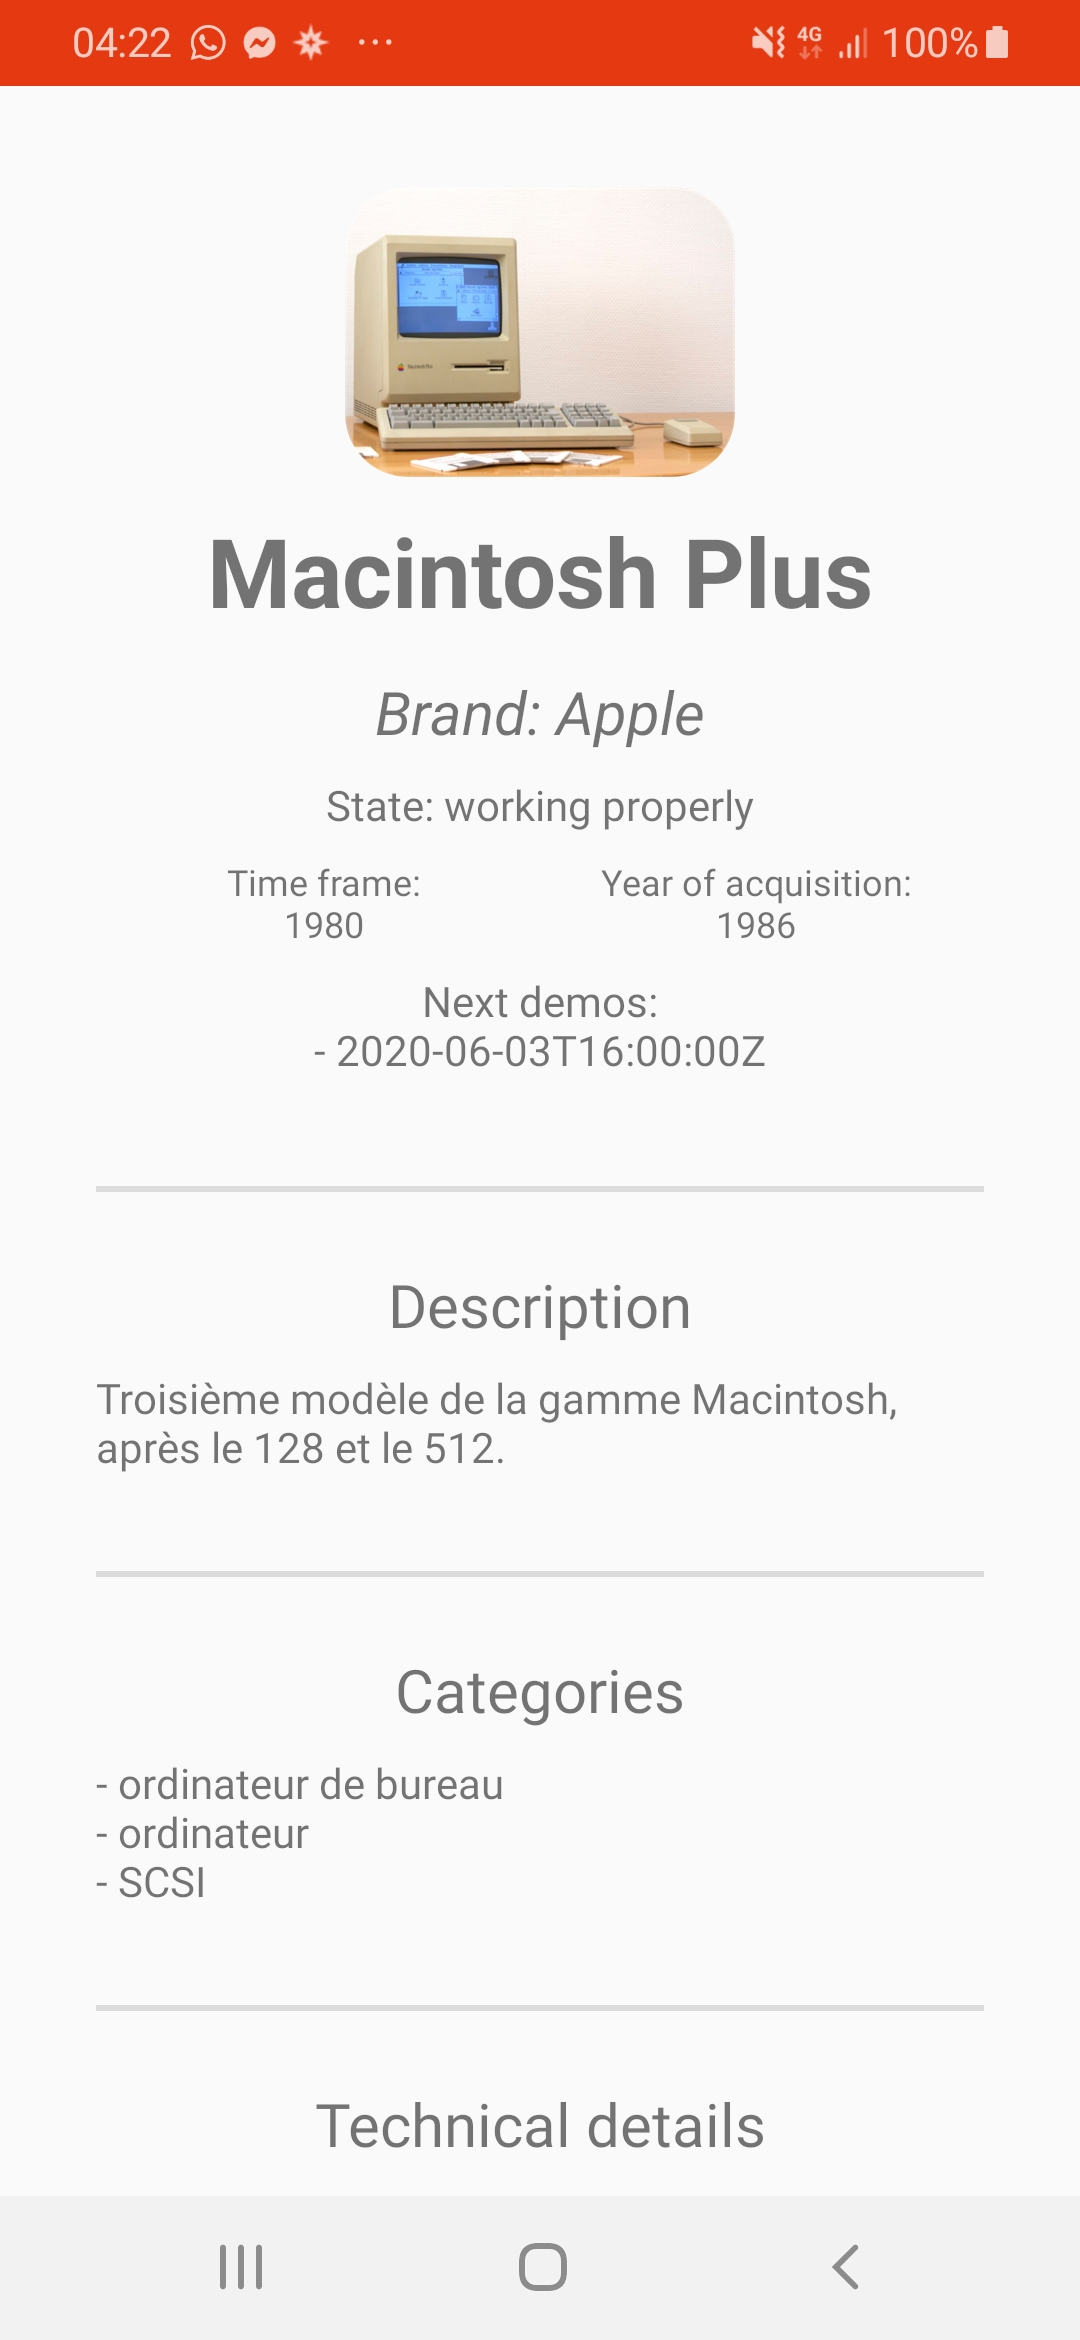 04:22 ... 4G 100%
Macintosh Plus
Brand: Apple
State: working properly
Time frame:
1980
Year of acquisition:
1986
Next demos:
- 2020-06-03T16:00:00Z
Description
Troisième modèle de la gamme Macintosh,
après le 128 et le 512.
Categories
- ordinateur de bureau
- ordinateur
- SCSI
Technical details